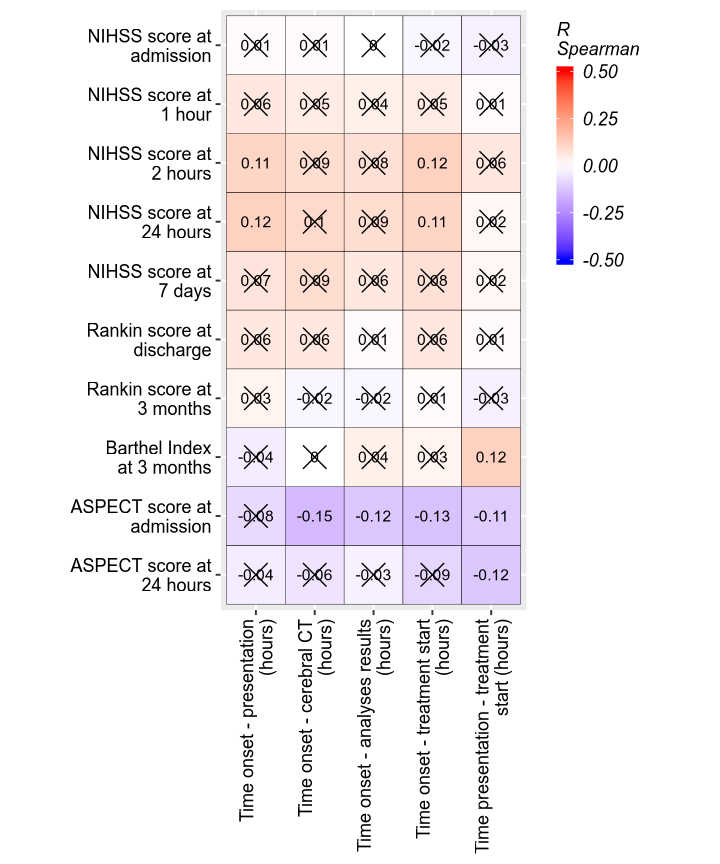 R
Spearman
0.50
0.25
0.00
-0.25
-0.50
NIHSS score at
admission
0.01 0.01 0 -0.02 -0.03
NIHSS score at
1 hour
0.06 0.05 0.04 0.05 0.01
NIHSS score at
2 hours
0.11 0.09 0.08 0.12 0.06
NIHSS score at
24 hours
0.12 0.1 0.09 0.11 0.02
NIHSS score at
7 days
0.07 0.09 0.06 0.08 0.02
Rankin score at
discharge
0.06 0.06 0.01 0.06 0.01
Rankin score at
3 months
0.03 -0.02 -0.02 0.01 -0.03
Barthel Index
at 3 months
-0.04 0 0.04 0.03 0.12
ASPECT score at
admission
-0.08 -0.15 -0.12 -0.13 -0.11
ASPECT score at
24 hours
-0.04 -0.06 -0.03 -0.09 -0.12
Time onset - presentation
(hours)
Time onset - cerebral CT
(hours)
Time onset - analyses results
(hours)
Time onset - treatment start
(hours)
Time presentation - treatment
start (hours)